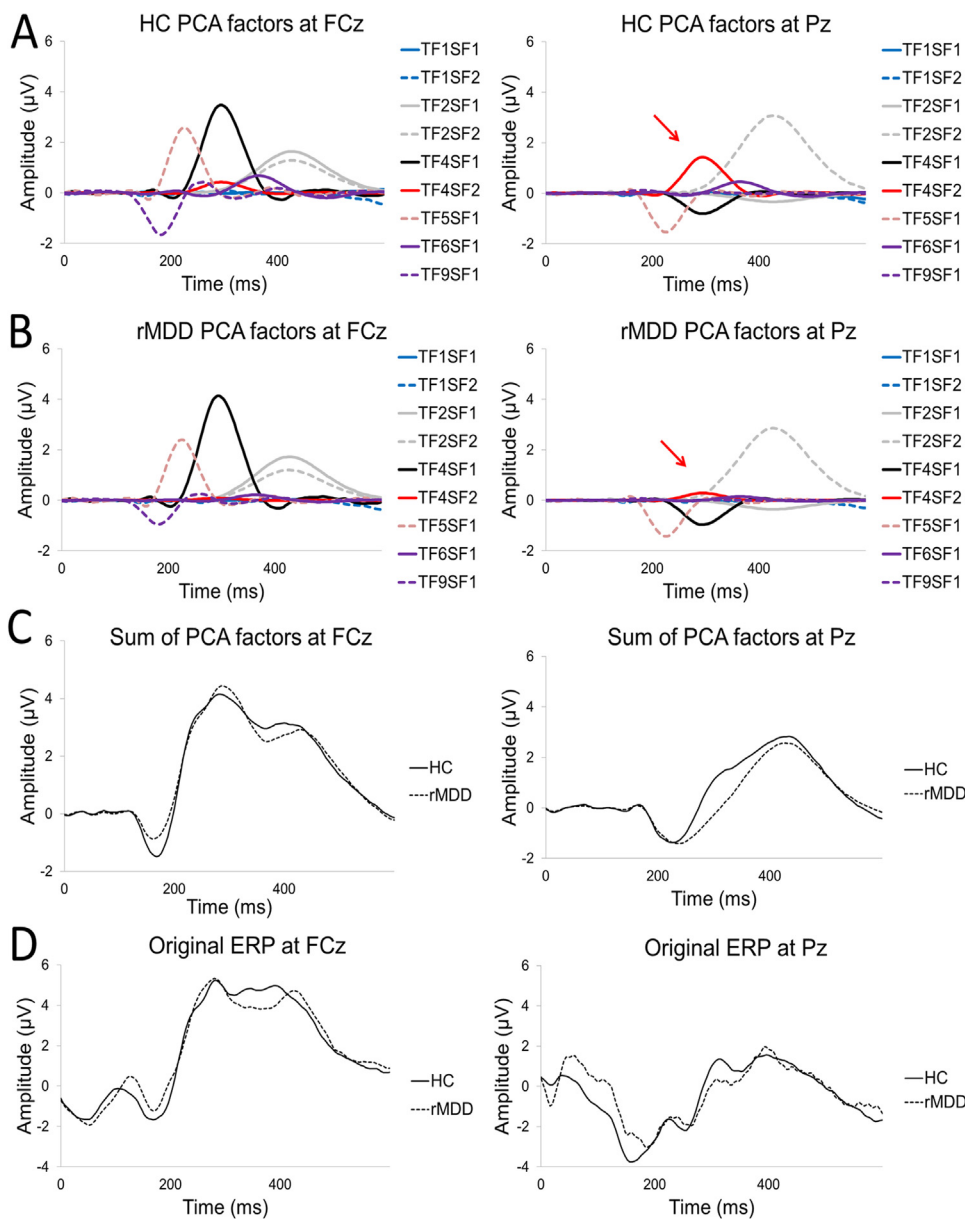 A
HC PCA factors at FCz
Amplitude (µV)
6
4
2
0
-2
0
200
400
Time (ms)
TF1SF1
TF1SF2
TF2SF1
TF2SF2
TF4SF1
TF4SF2
TF5SF1
TF6SF1
TF9SF1
HC PCA factors at Pz
Amplitude (µV)
6
4
2
0
-2
0
200
400
Time (ms)
TF1SF1
TF1SF2
TF2SF1
TF2SF2
TF4SF1
TF4SF2
TF5SF1
TF6SF1
TF9SF1
B
rMDD PCA factors at FCz
Amplitude (µV)
6
4
2
0
-2
0
200
400
Time (ms)
TF1SF1
TF1SF2
TF2SF1
TF2SF2
TF4SF1
TF4SF2
TF5SF1
TF6SF1
TF9SF1
rMDD PCA factors at Pz
Amplitude (µV)
6
4
2
0
-2
0
200
400
Time (ms)
TF1SF1
TF1SF2
TF2SF1
TF2SF2
TF4SF1
TF4SF2
TF5SF1
TF6SF1
TF9SF1
C
Sum of PCA factors at FCz
Amplitude (µV)
6
4
2
0
-2
0
200
400
Time (ms)
HC
rMDD
Sum of PCA factors at Pz
Amplitude (µV)
6
4
2
0
-2
0
200
400
Time (ms)
HC
rMDD
D
Original ERP at FCz
Amplitude (µV)
6
4
2
0
-2
-4
0
200
400
Time (ms)
HC
rMDD
Original ERP at Pz
Amplitude (µV)
6
4
2
0
-2
-4
0
200
400
Time (ms)
HC
rMDD